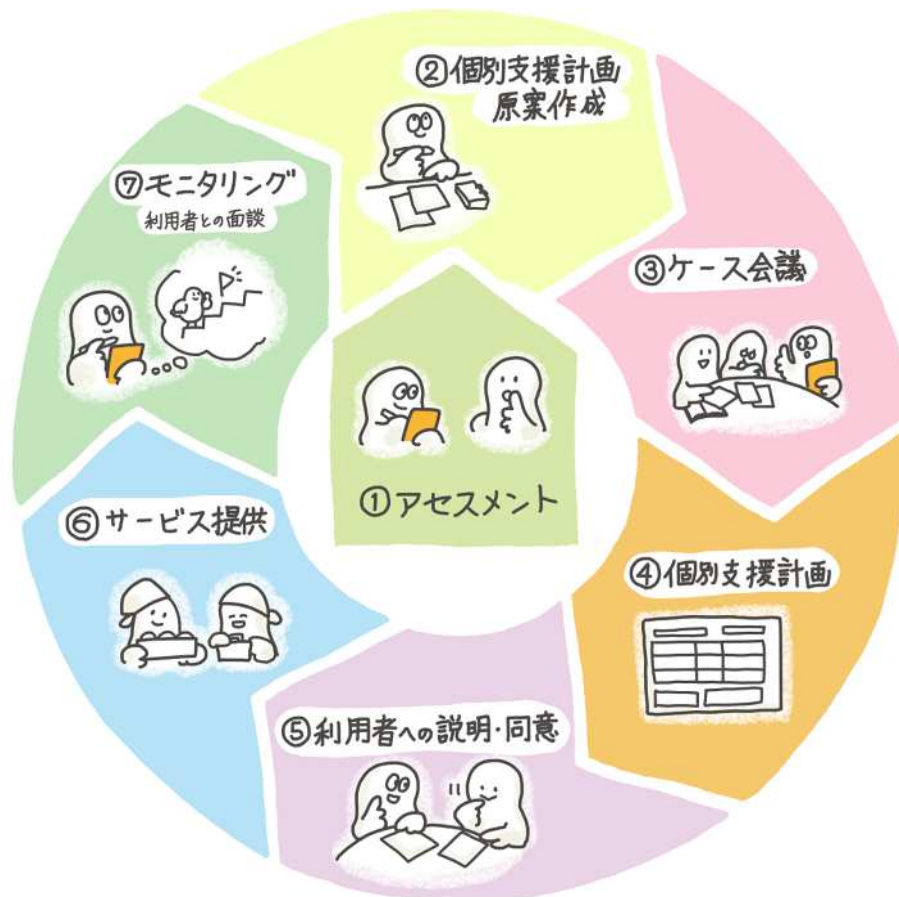 ①アセスメント
②個別支援計画
原案作成
③ケース会議
④個別支援計画
⑤利用者への説明・同意
⑥サービス提供
⑦モニタリング
利用者との面談